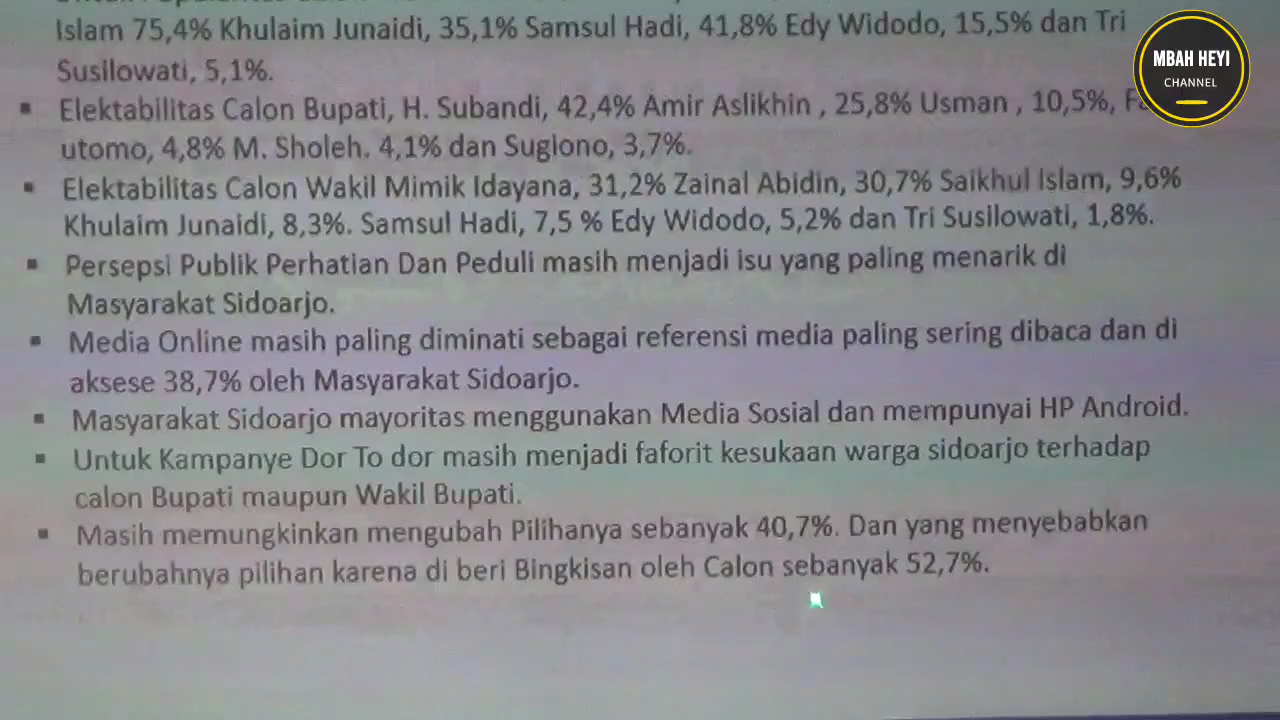 Islam 75,4% Khulaim Junaidi, 35,1% Samsul Hadi, 41,8% Edy Widodo, 15,5% dan Tri
Susilowati, 5,1%.
▪ Elektabilitas Calon Bupati, H. Subandi, 42,4% Amir Aslikhin , 25,8% Usman , 10,5%,
utomo, 4,8% M. Sholeh. 4,1% dan Sugiono, 3,7%.
▪ Elektabilitas Calon Wakil Mimik Idayana, 31,2% Zainal Abidin, 30,7% Saikhul Islam, 9,6%
Khulaim Junaidi, 8,3%. Samsul Hadi, 7,5 % Edy Widodo, 5,2% dan Tri Susilowati, 1,8%.
▪ Persepsi Publik Perhatian Dan Peduli masih menjadi isu yang paling menarik di
Masyarakat Sidoarjo.
▪ Media Online masih paling diminati sebagai referensi media paling sering dibaca dan di
aksese 38,7% oleh Masyarakat Sidoarjo.
▪ Masyarakat Sidoarjo mayoritas menggunakan Media Sosial dan mempunyai HP Android.
▪ Untuk Kampanye Dor To dor masih menjadi faforit kesukaan warga sidoarjo terhadap
calon Bupati maupun Wakil Bupati.
▪ Masih memungkinkan mengubah Pilihanya sebanyak 40,7%. Dan yang menyebabkan
berubahnya pilihan karena di beri Bingkisan oleh Calon sebanyak 52,7%.
MBAH HEYI
CHANNEL